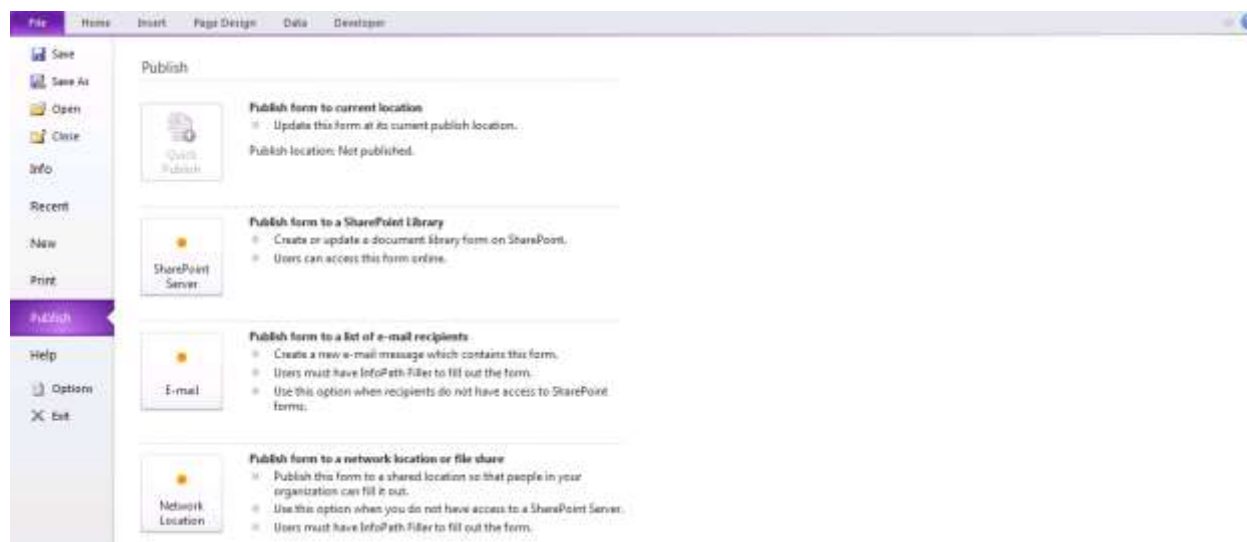 File Home Insert Page Design Data Developer
Save
Save As
Open
Close
Info
Recent
New
Print
Publish
Help
Options
Exit
Publish
Quick
Publish
Publish form to current location
Update this form at its current publish location.
Publish location: Not published.
SharePoint
Server
Publish form to a SharePoint Library
Create or update a document library form on SharePoint.
Users can access this form online.
E-mail
Publish form to a list of e-mail recipients
Create a new e-mail message which contains this form.
Users must have InfoPath Filler to fill out the form.
Use this option when recipients do not have access to SharePoint
forms.
Network
Location
Publish form to a network location or file share
Publish this form to a shared location so that people in your
organization can fill it out.
Use this option when you do not have access to a SharePoint Server.
Users must have InfoPath Filler to fill out the form.